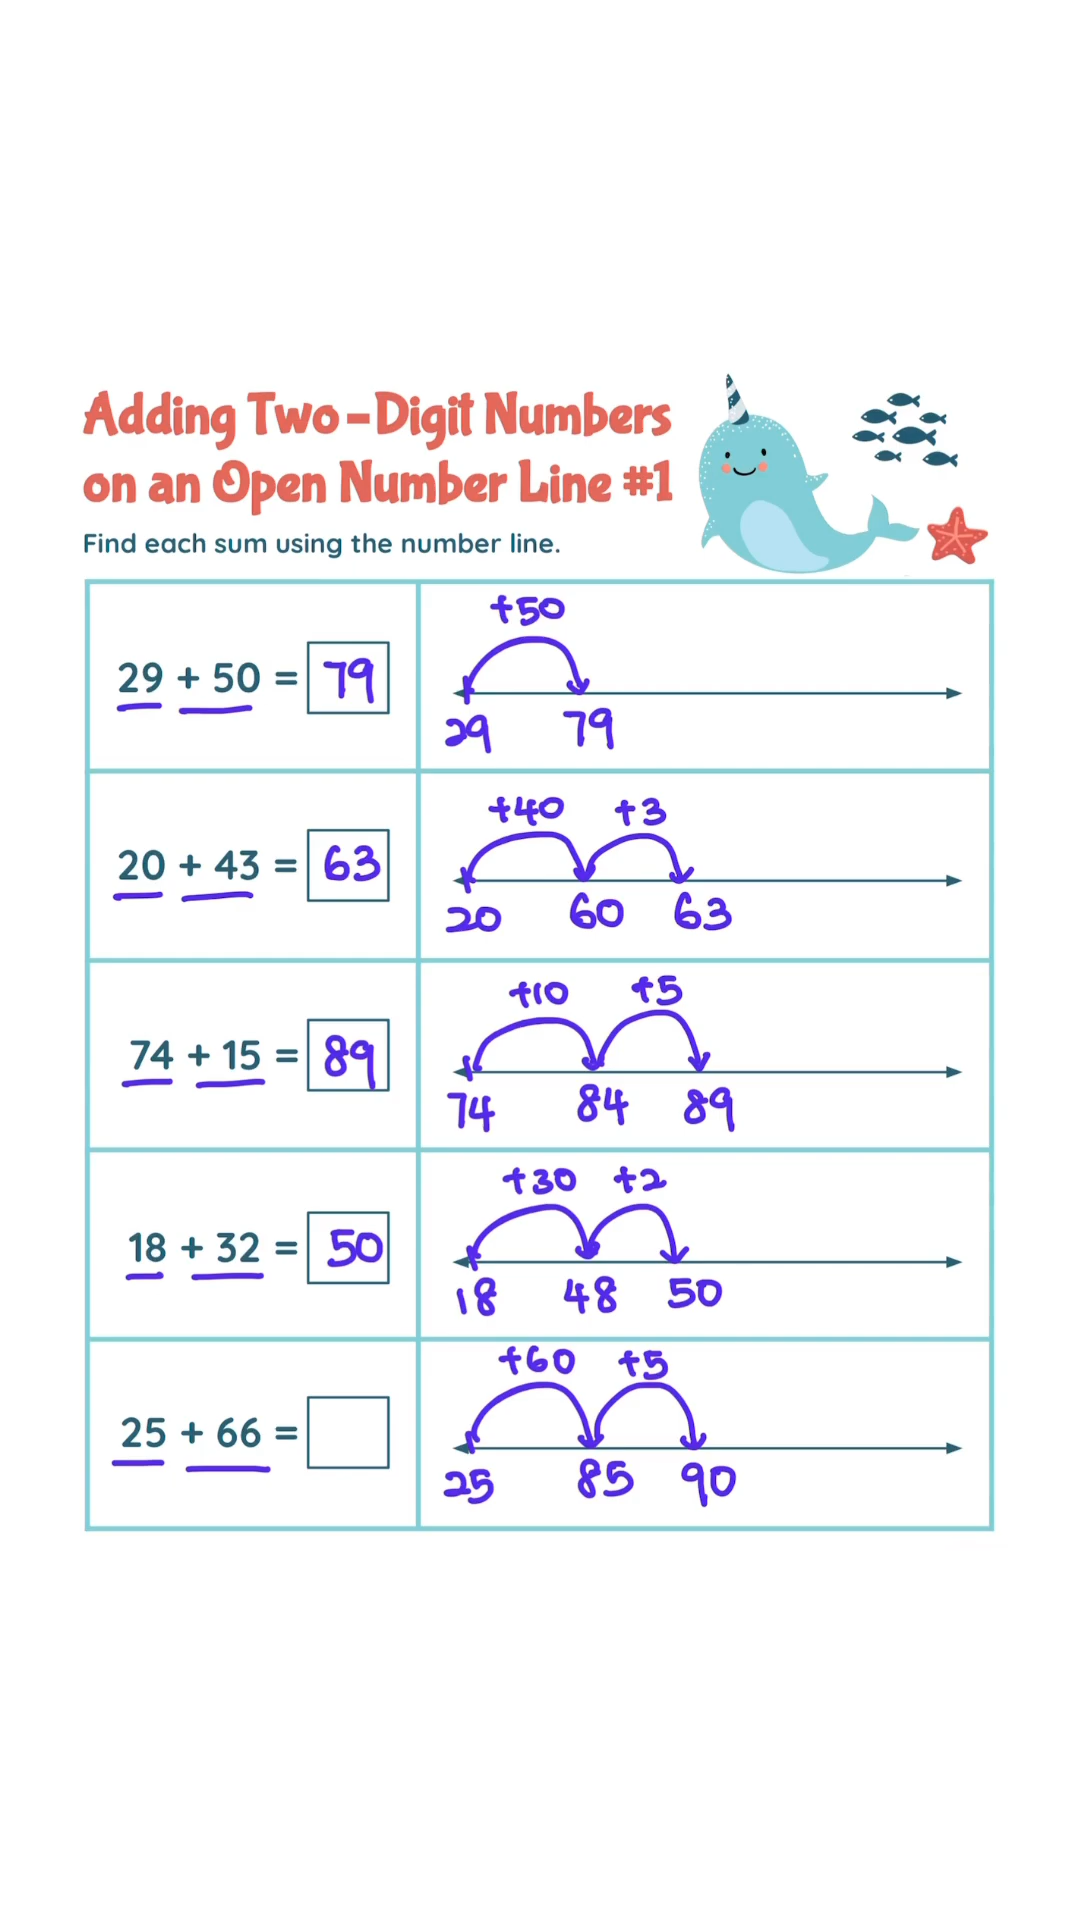 Adding Two-Digit Numbers
on an Open Number Line #1
Find each sum using the number line.
29 + 50 = 79
+50
29 79
20 + 43 = 63
+40 +3
20 60 63
74 + 15 = 89
+10 +5
74 84 89
18 + 32 = 50
+30 +2
18 48 50
25 + 66 =
+60 +5
25 85 90